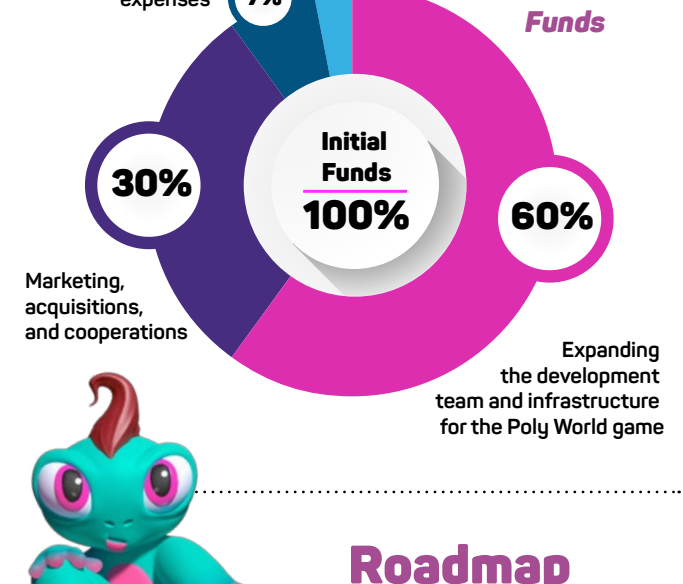 expenses
7%
Funds
Initial
Funds
100%
30%
60%
Marketing,
acquisitions,
and cooperations
Expanding
the development
team and infrastructure
for the Poly World game
Roadmap